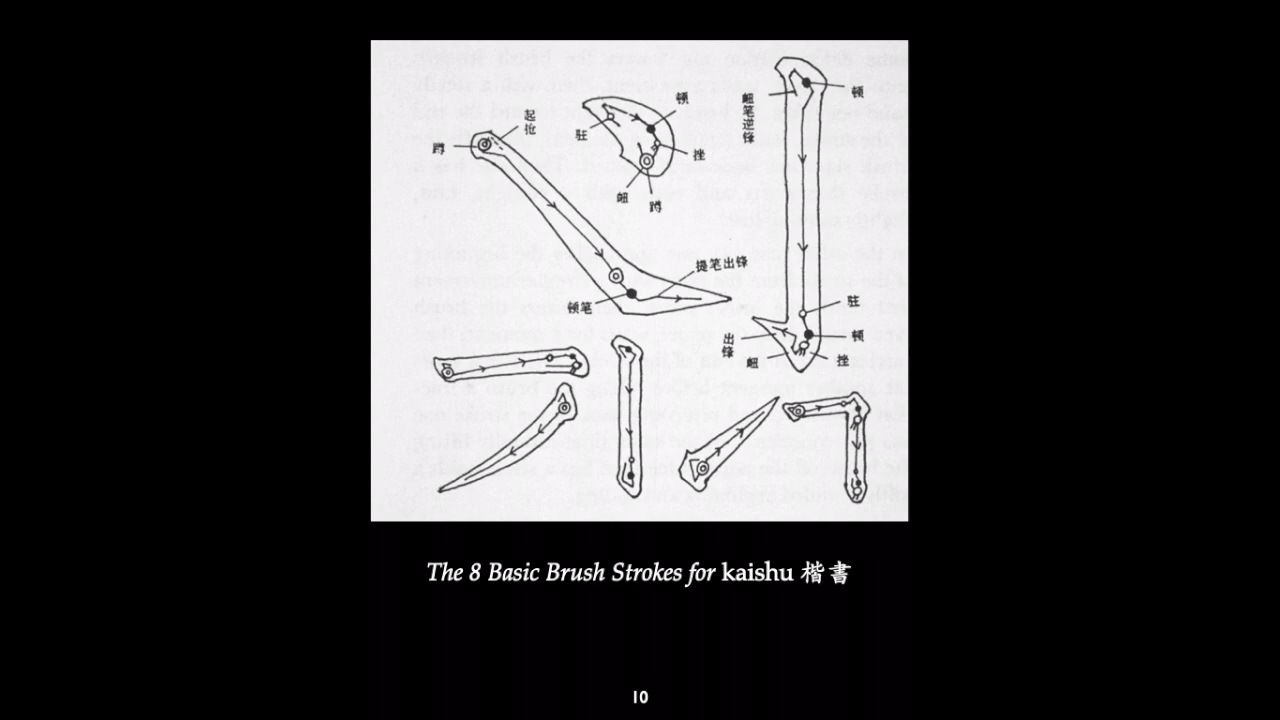 顿
衄笔逆锋
顿
起抢
蹲
驻
挫
衄
蹲
提笔出锋
顿笔
驻
出锋
顿
衄
挫
The 8 Basic Brush Strokes for kaishu 楷書
10